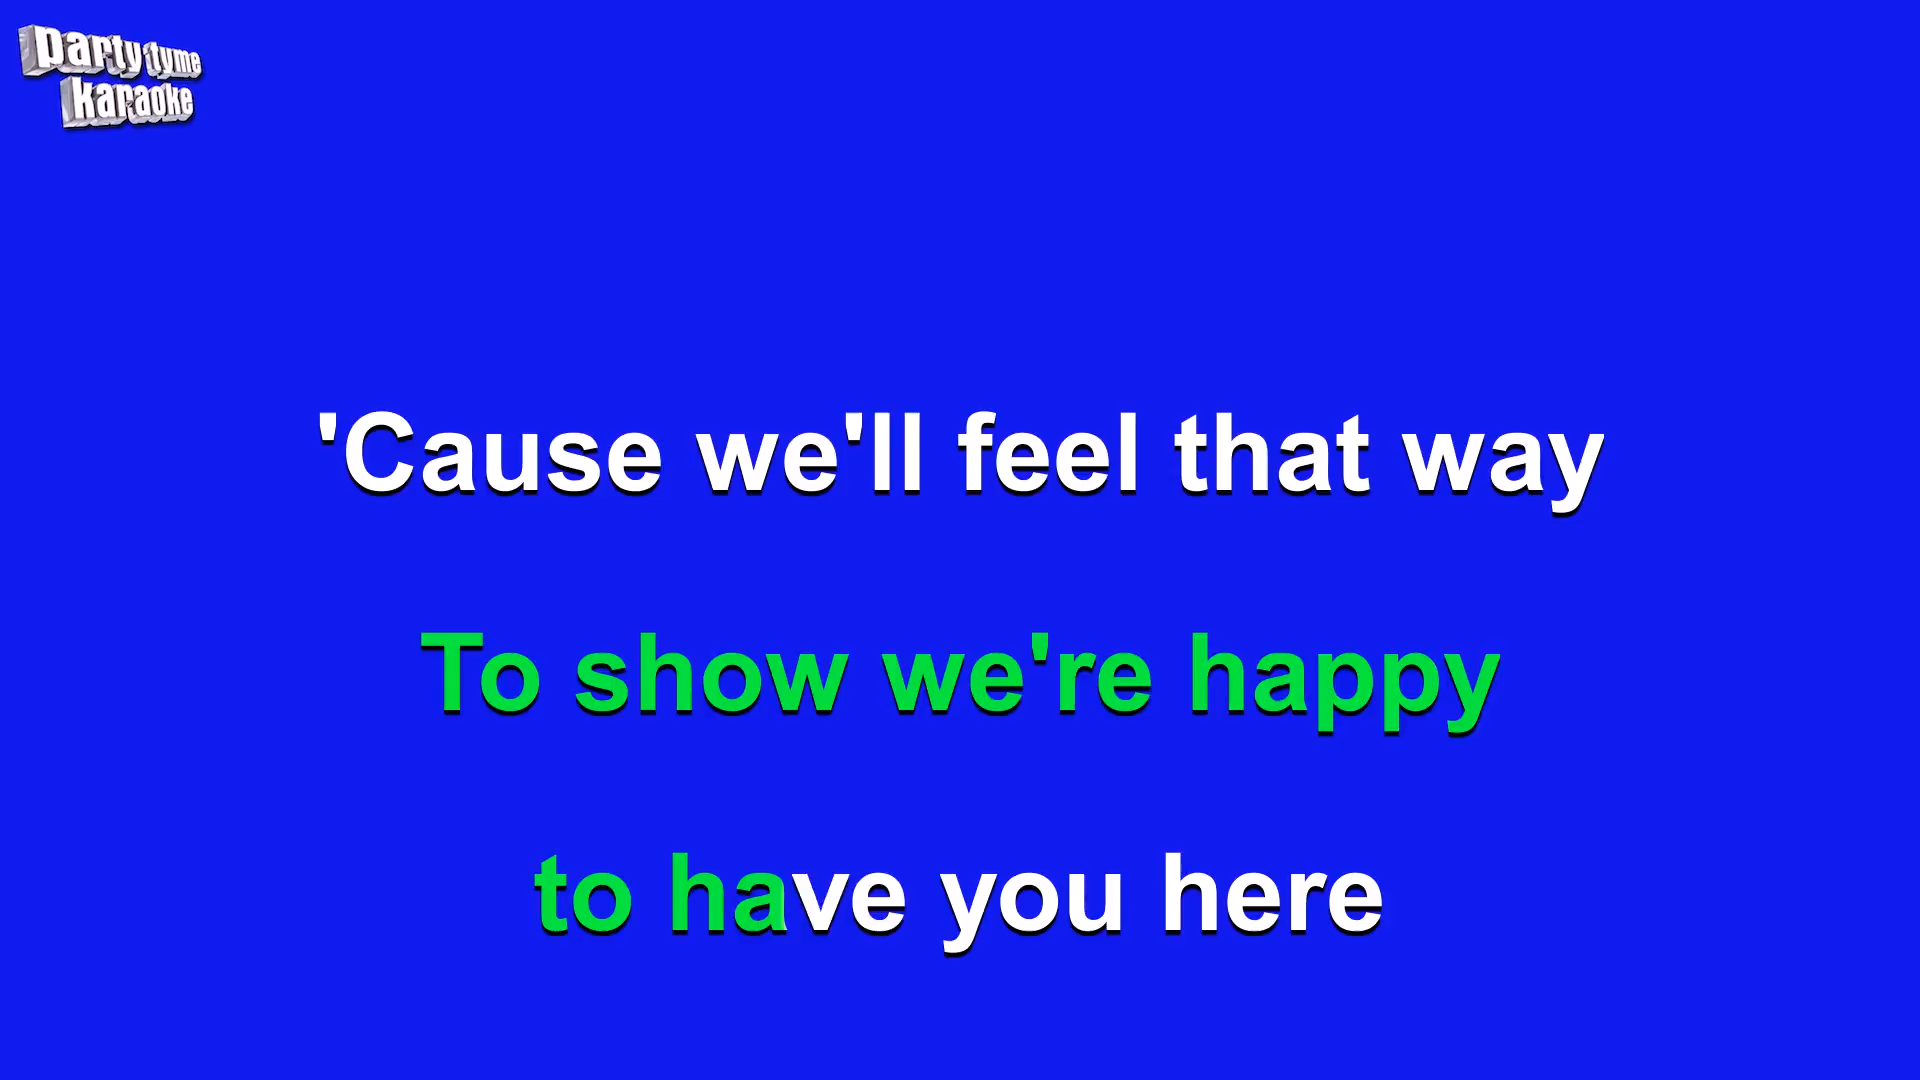 party tyme
karaoke
'Cause we'll feel that way
To show we're happy
to have you here